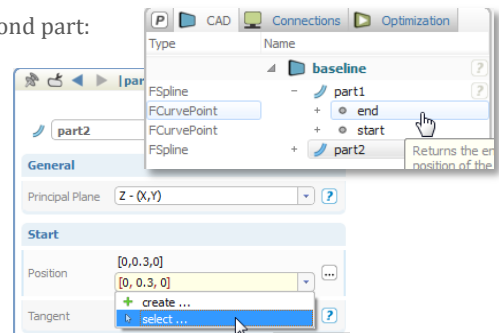 ond part:
P CAD Connections Optimization
Type Name
baseline ?
FSpline - part1 ?
FCurvePoint + end
FCurvePoint + start
FSpline + part2
Returns the en
position of the
|par
part2
General
Principal Plane Z - (X,Y) ?
Start
[0,0.3,0]
Position [0, 0.3, 0] ...
+ create ...
Tangent select ... ?